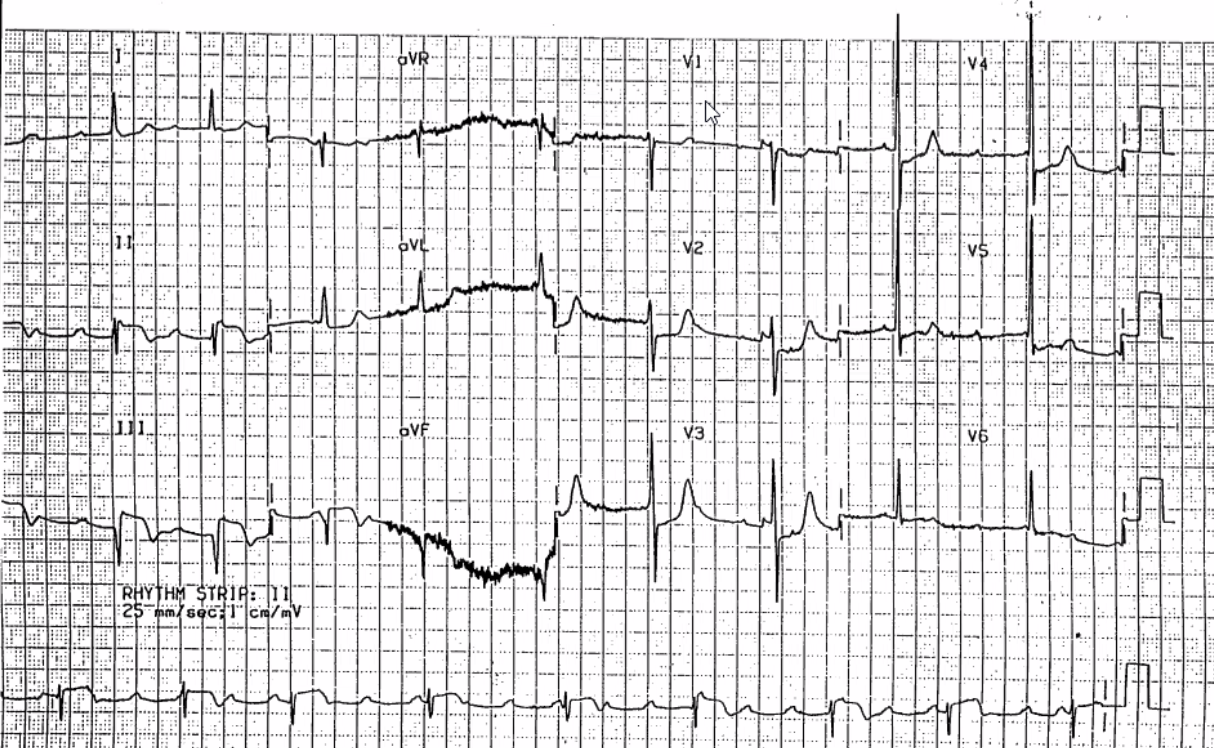 I aVR V1 V4
II aVL V2 V5
III aVF V3 V6
RHYTHM STRIP: II
25 mm/sec;1 cm/mV